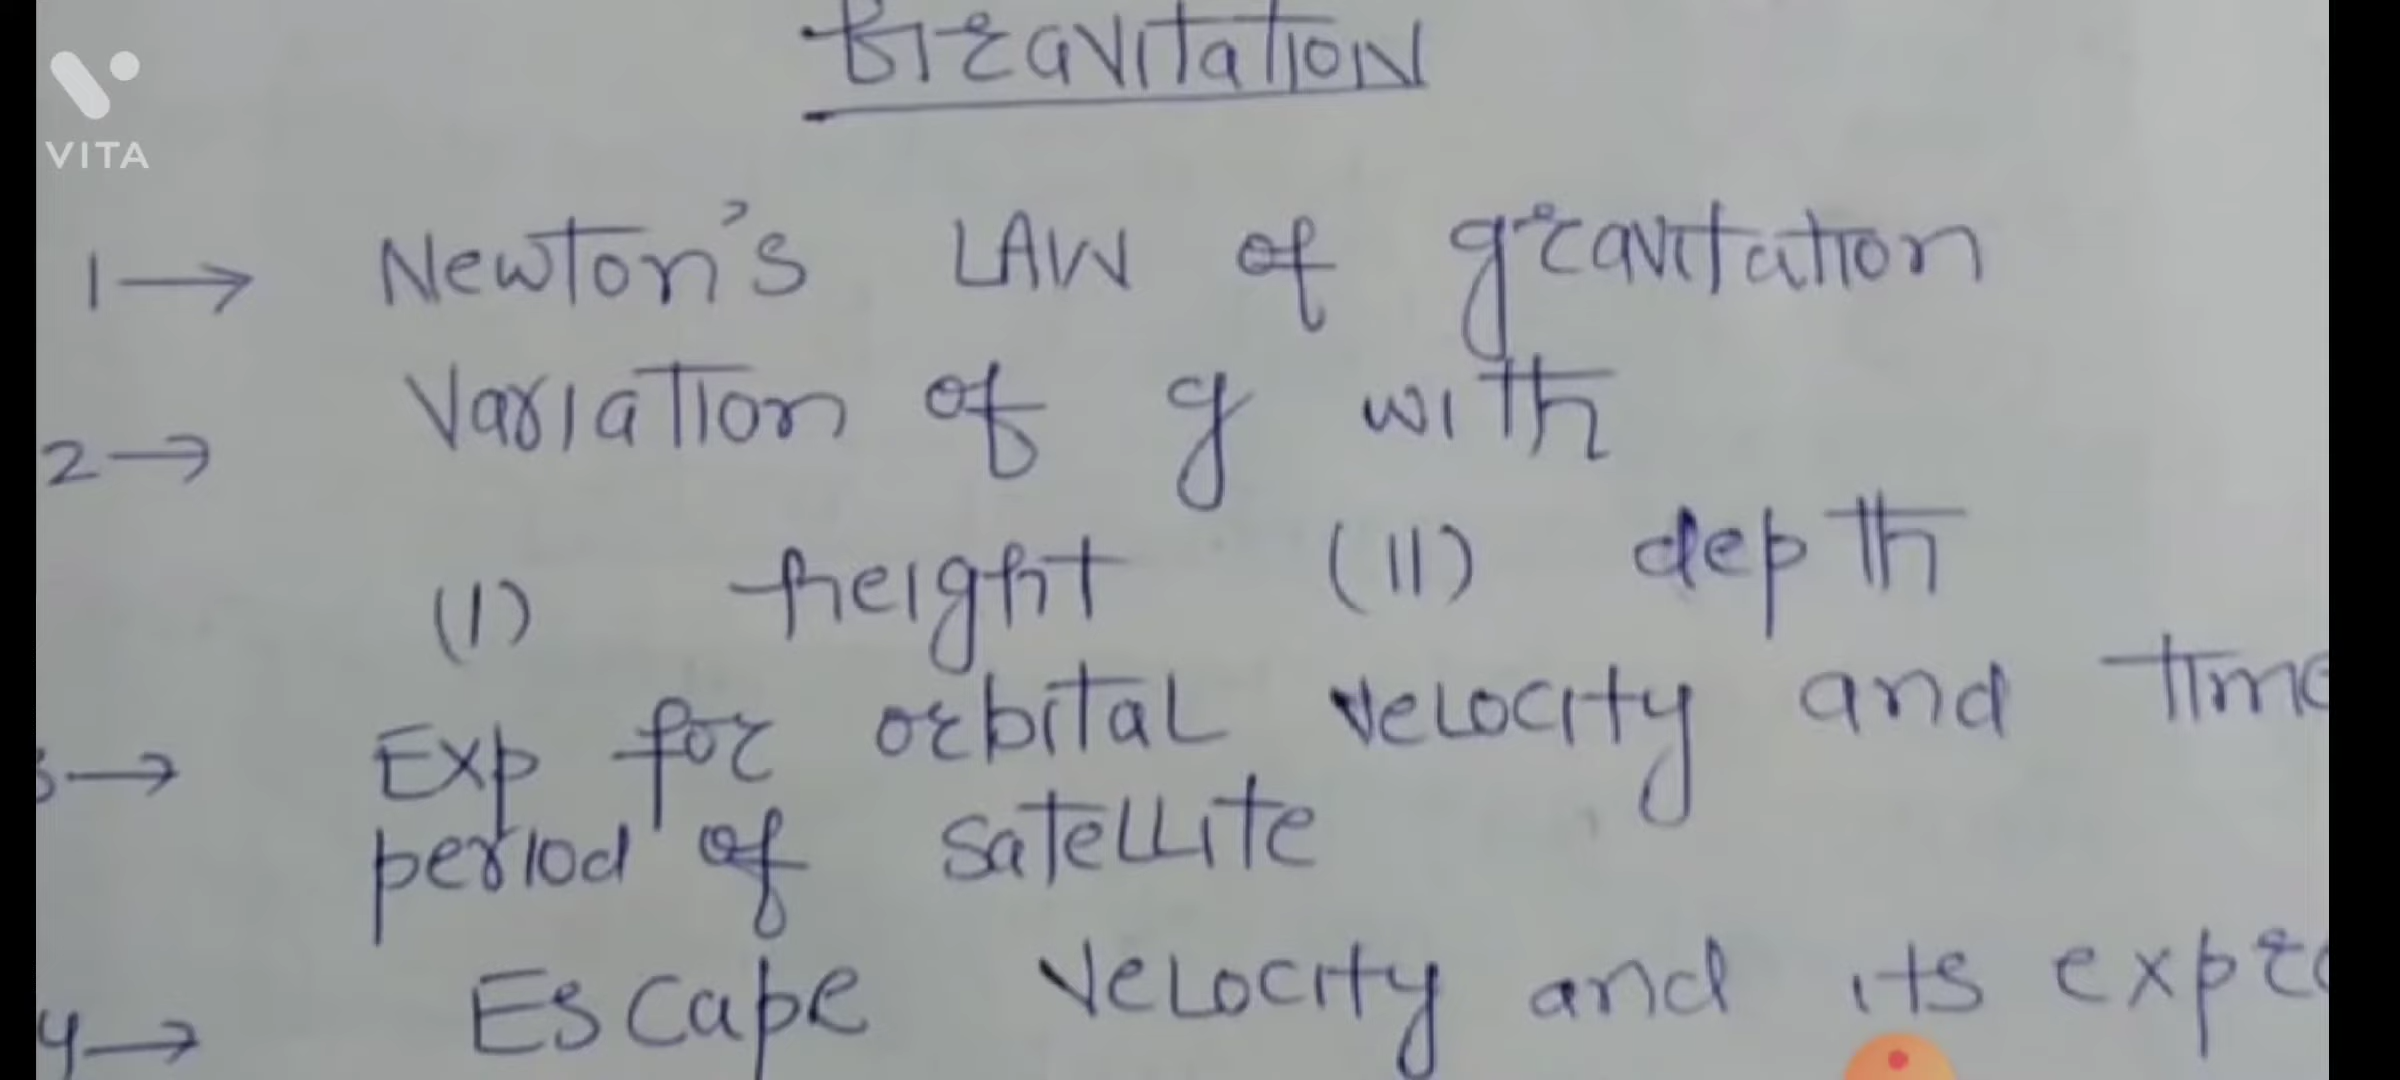 Gravitation
VITA
1→ Newton's LAW of gravitation
2→ Variation of g with
(I) height (II) depth
3→ Exp for orbital velocity and time
period of satellite
4→ Escape velocity and its